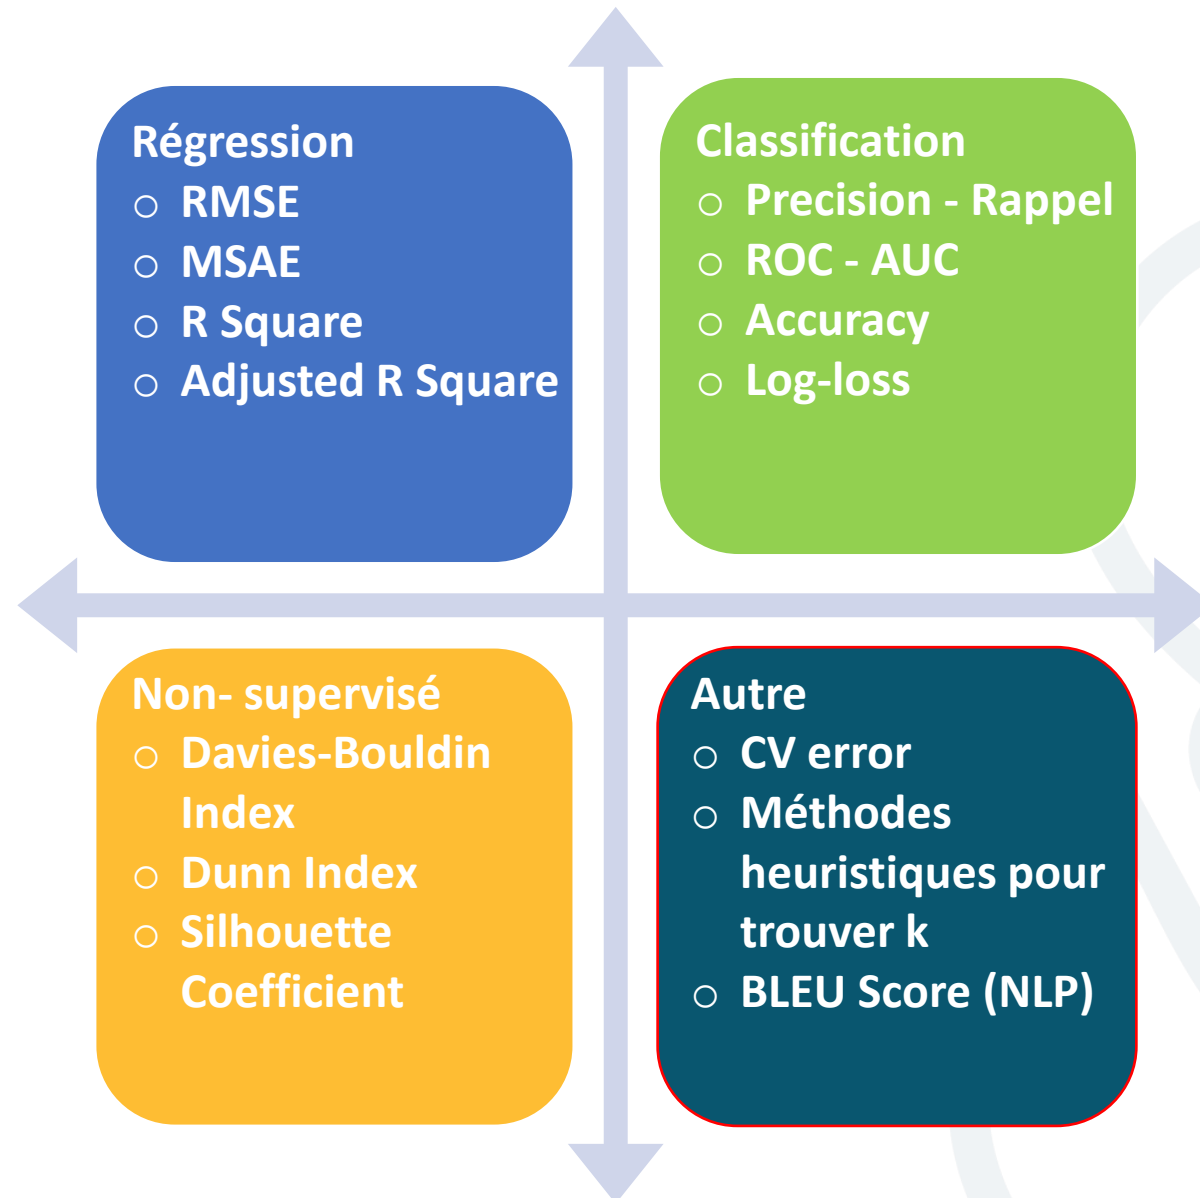 Régression
○ RMSE
○ MSAE
○ R Square
○ Adjusted R Square
Classification
○ Precision - Rappel
○ ROC - AUC
○ Accuracy
○ Log-loss
Non- supervisé
○ Davies-Bouldin
Index
○ Dunn Index
○ Silhouette
Coefficient
Autre
○ CV error
○ Méthodes
heuristiques pour
trouver k
○ BLEU Score (NLP)